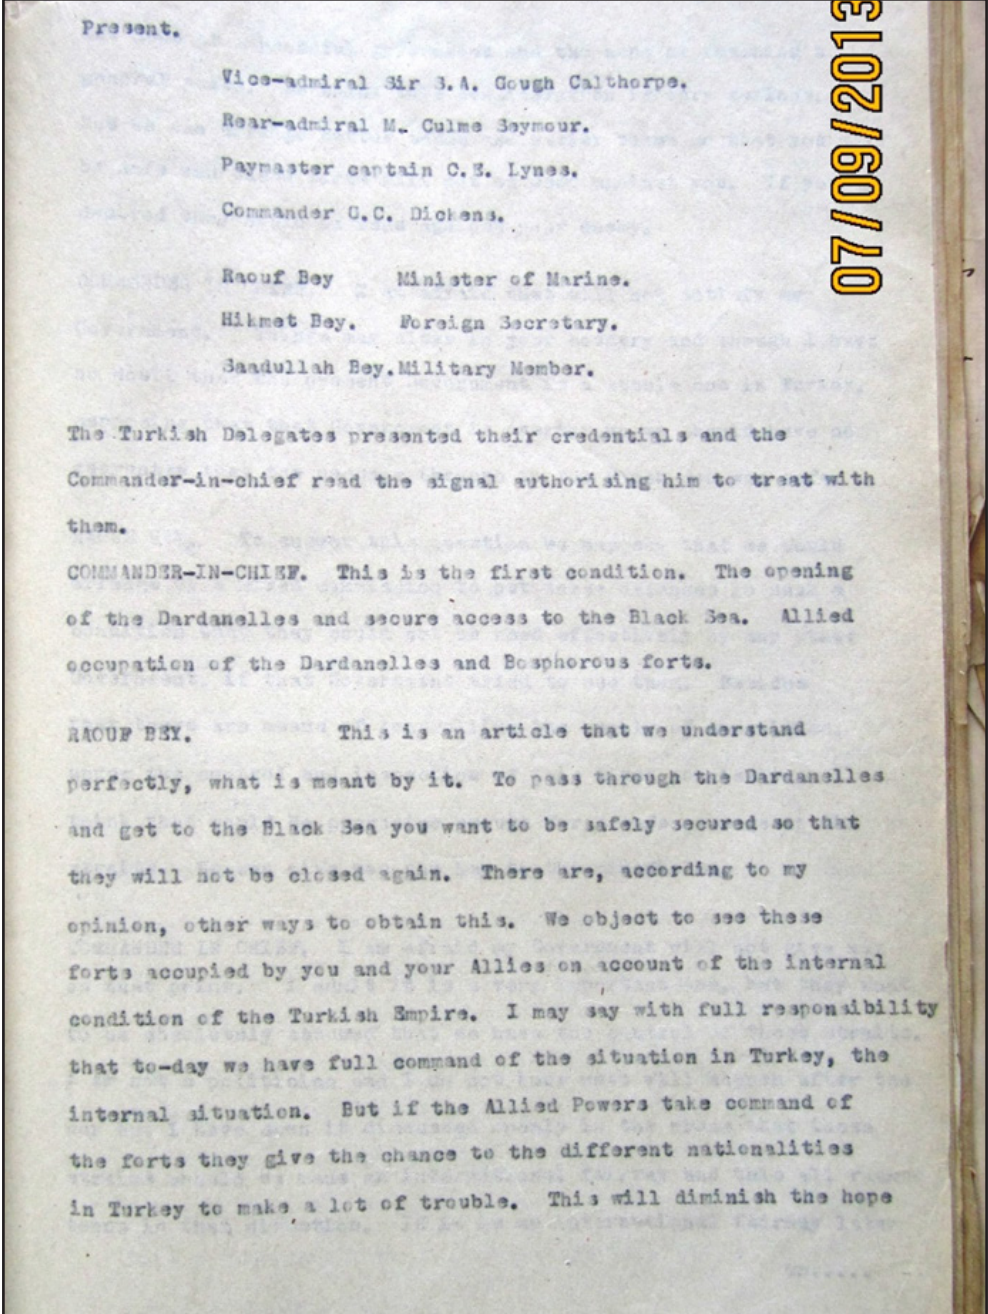 07/09/2013
Present.
Vice-admiral Sir S.A. Gough Calthorpe.
Rear-admiral M. Culme Seymour.
Paymaster captain C.E. Lynes.
Commander G.C. Dickens.
Raouf Bey Minister of Marine.
Hikmet Bey. Foreign Secretary.
Saadullah Bey. Military Member.
The Turkish Delegates presented their credentials and the
Commander-in-chief read the signal authorising him to treat with
them.
COMMANDER-IN-CHIEF. This is the first condition. The opening
of the Dardanelles and secure access to the Black Sea. Allied
occupation of the Dardanelles and Bosphorous forts.
RAOUF BEY. This is an article that we understand
perfectly, what is meant by it. To pass through the Dardanelles
and get to the Black Sea you want to be safely secured so that
they will not be closed again. There are, according to my
opinion, other ways to obtain this. We object to see these
forts accupied by you and your Allies on account of the internal
condition of the Turkish Empire. I may say with full responsibility
that to-day we have full command of the situation in Turkey, the
internal situation. But if the Allied Powers take command of
the forts they give the chance to the different nationalities
in Turkey to make a lot of trouble. This will diminish the hope